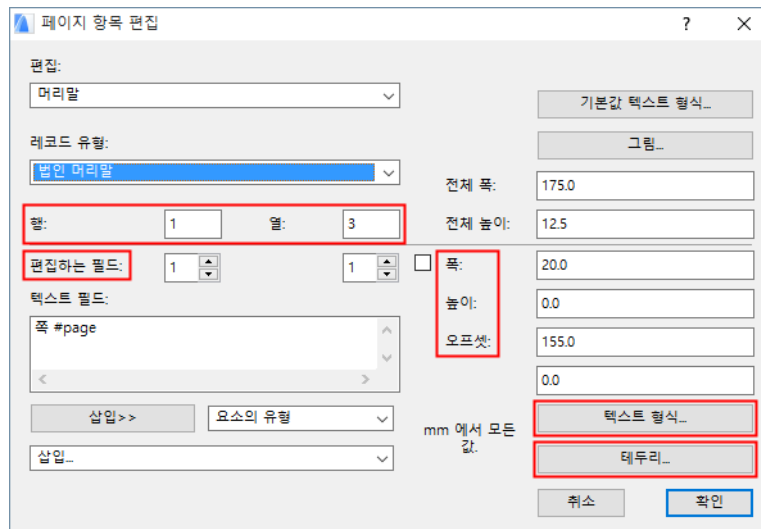 페이지 항목 편집
?
편집:
머리말
기본값 텍스트 형식...
레코드 유형:
그림...
법인 머리말
전체 폭: 175.0
행: 1 열: 3 전체 높이: 12.5
편집하는 필드: 1 1 폭: 20.0
텍스트 필드:
높이: 0.0
쪽 #page
오프셋: 155.0
0.0
삽입>> 요소의 유형 텍스트 형식...
mm 에서 모든
값.
삽입... 테두리...
취소 확인